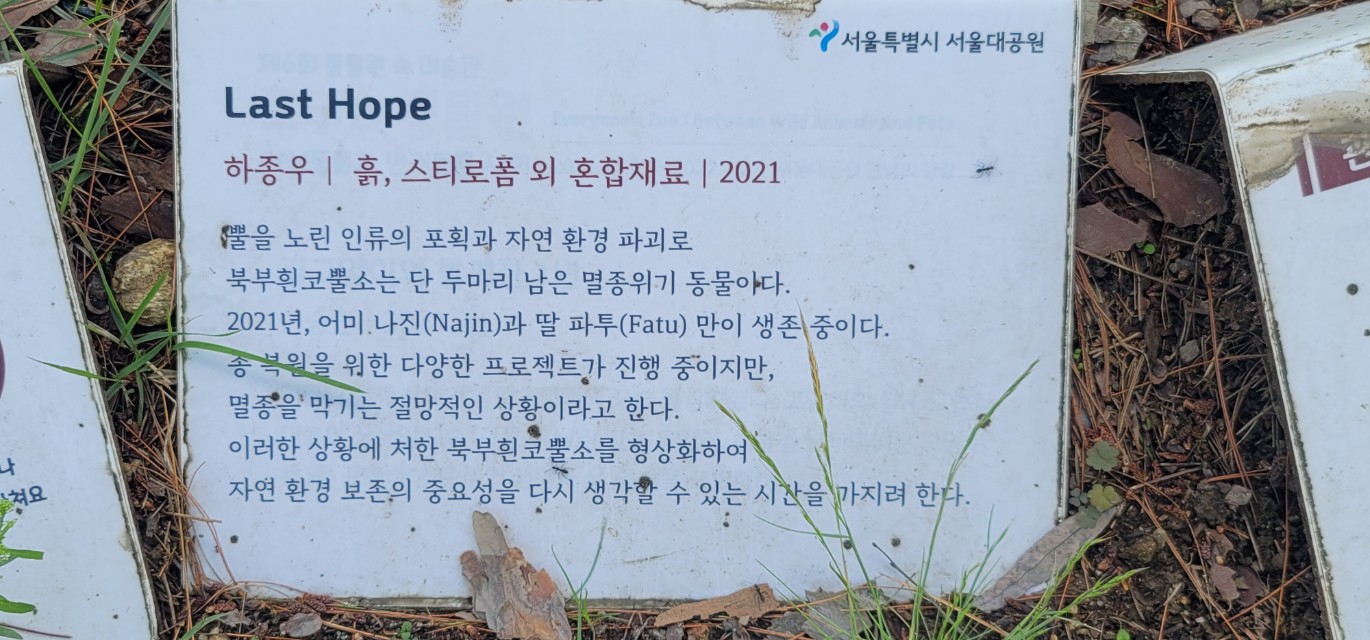 서울특별시 서울대공원
Last Hope
하종우 | 흙, 스티로폼 외 혼합재료 | 2021
뿔을 노린 인류의 포획과 자연 환경 파괴로
북부흰코뿔소는 단 두마리 남은 멸종위기 동물이다.
2021년, 어미 나진(Najin)과 딸 파투(Fatu) 만이 생존 중이다.
종 복원을 위한 다양한 프로젝트가 진행 중이지만,
멸종을 막기는 절망적인 상황이라고 한다.
이러한 상황에 처한 북부흰코뿔소를 형상화하여
자연 환경 보존의 중요성을 다시 생각할 수 있는 시간을 가지려 한다.